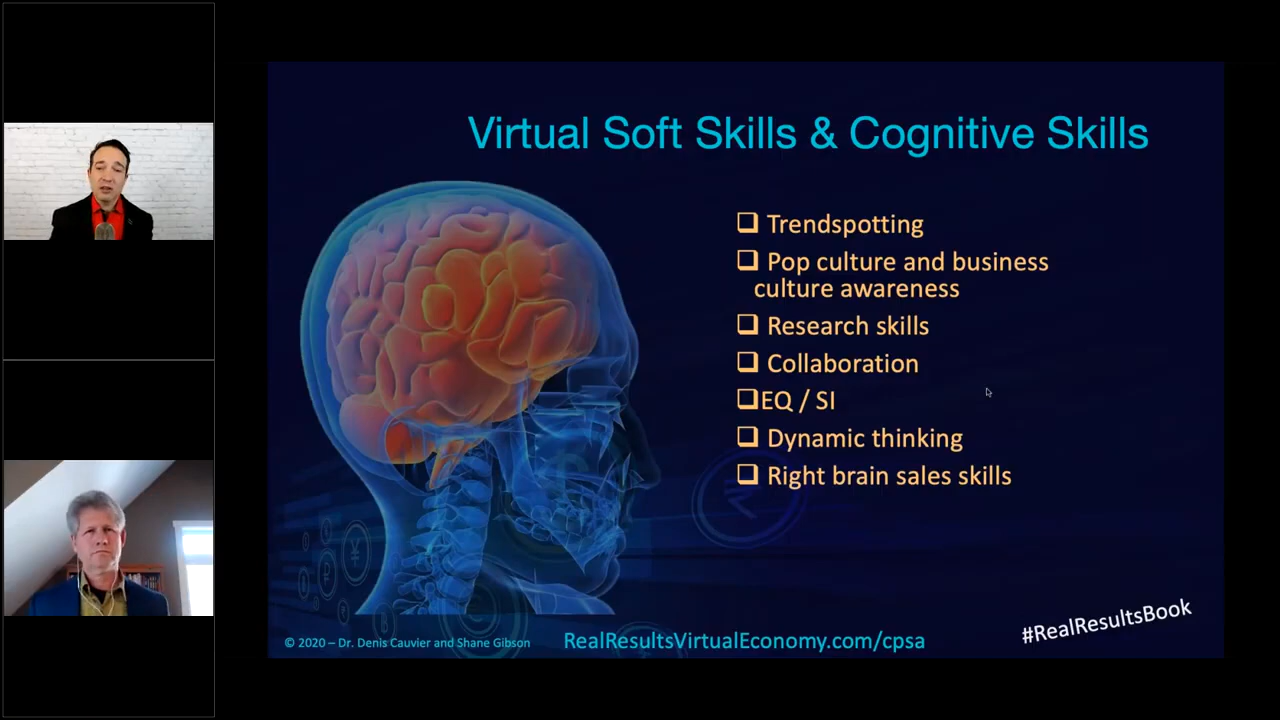 Virtual Soft Skills & Cognitive Skills
❑ Trendspotting
❑ Pop culture and business
culture awareness
❑ Research skills
❑ Collaboration
❑EQ / SI
❑ Dynamic thinking
❑ Right brain sales skills
© 2020 – Dr. Denis Cauvier and Shane Gibson
RealResultsVirtualEconomy.com/cpsa
#RealResultsBook